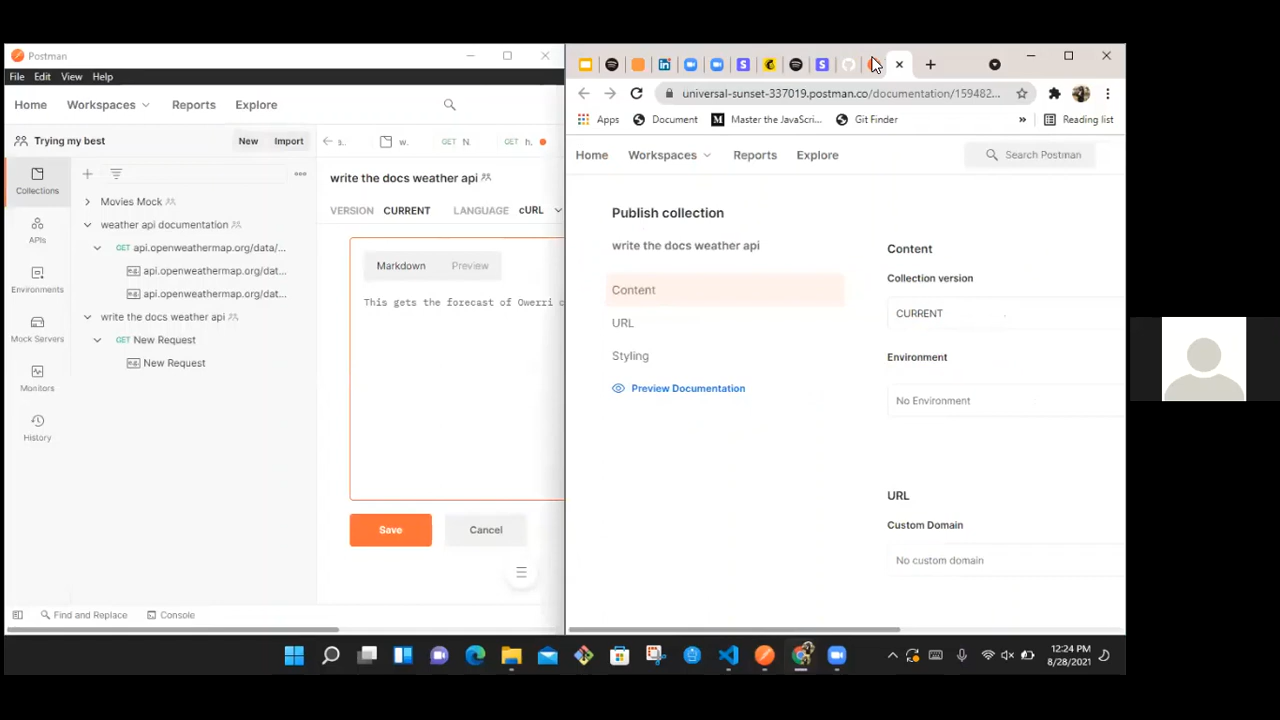 Postman
File Edit View Help
Home Workspaces Reports Explore
Trying my best New Import
s.. w. GET N. GET h.
Collections
APIs
Environments
Mock Servers
Monitors
History
Movies Mock
weather api documentation
GET api.openweathermap.org/data/...
e.g. api.openweathermap.org/dat...
e.g. api.openweathermap.org/dat...
write the docs weather api
GET New Request
e.g. New Request
write the docs weather api
VERSION CURRENT LANGUAGE cURL
Markdown Preview
This gets the forecast of Owerri c
Save Cancel
Find and Replace Console
universal-sunset-337019.postman.co/documentation/159482...
Apps Document Master the JavaScri... Git Finder » Reading list
Home Workspaces Reports Explore Search Postman
Publish collection
write the docs weather api
Content
URL
Styling
Preview Documentation
Content
Collection version
CURRENT
Environment
No Environment
URL
Custom Domain
No custom domain
12:24 PM
8/28/2021